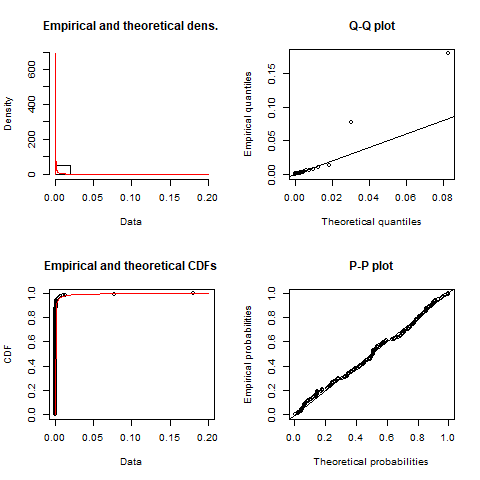 Empirical and theoretical dens.
Density
0 200 400 600
0.00 0.05 0.10 0.15 0.20
Data
Q-Q plot
Empirical quantiles
0.00 0.05 0.10 0.15
0.00 0.02 0.04 0.06 0.08
Theoretical quantiles
Empirical and theoretical CDFs
CDF
0.0 0.2 0.4 0.6 0.8 1.0
0.00 0.05 0.10 0.15 0.20
Data
P-P plot
Empirical probabilities
0.0 0.2 0.4 0.6 0.8 1.0
0.0 0.2 0.4 0.6 0.8 1.0
Theoretical probabilities